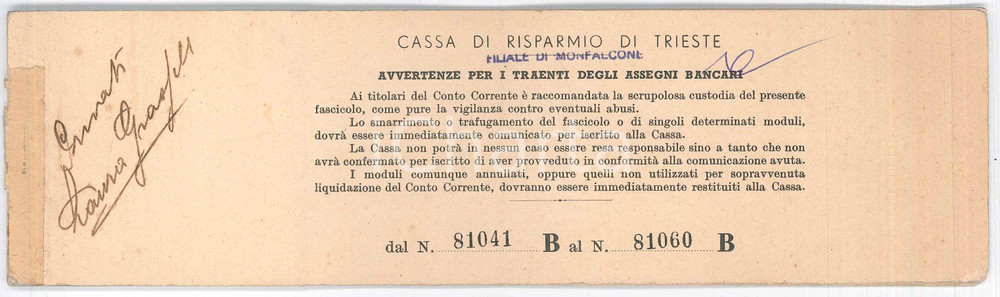 CASSA DI RISPARMIO DI TRIESTE
FILIALE DI MONFALCONE
AVVERTENZE PER I TRAENTI DEGLI ASSEGNI BANCARI
Ai titolari del Conto Corrente è raccomandata la scrupolosa custodia del presente
fascicolo, come pure la vigilanza contro eventuali abusi.
Lo smarrimento o trafugamento del fascicolo o di singoli determinati moduli,
dovrà essere immediatamente comunicato per iscritto alla Cassa.
La Cassa non potrà in nessun caso essere resa responsabile sino a tanto che non
avrà confermato per iscritto di aver provveduto in conformità alla comunicazione avuta.
I moduli comunque annullati, oppure quelli non utilizzati per sopravvenuta
liquidazione del Conto Corrente, dovranno essere immediatamente restituiti alla Cassa.
dal N. 81041 B al N. 81060 B